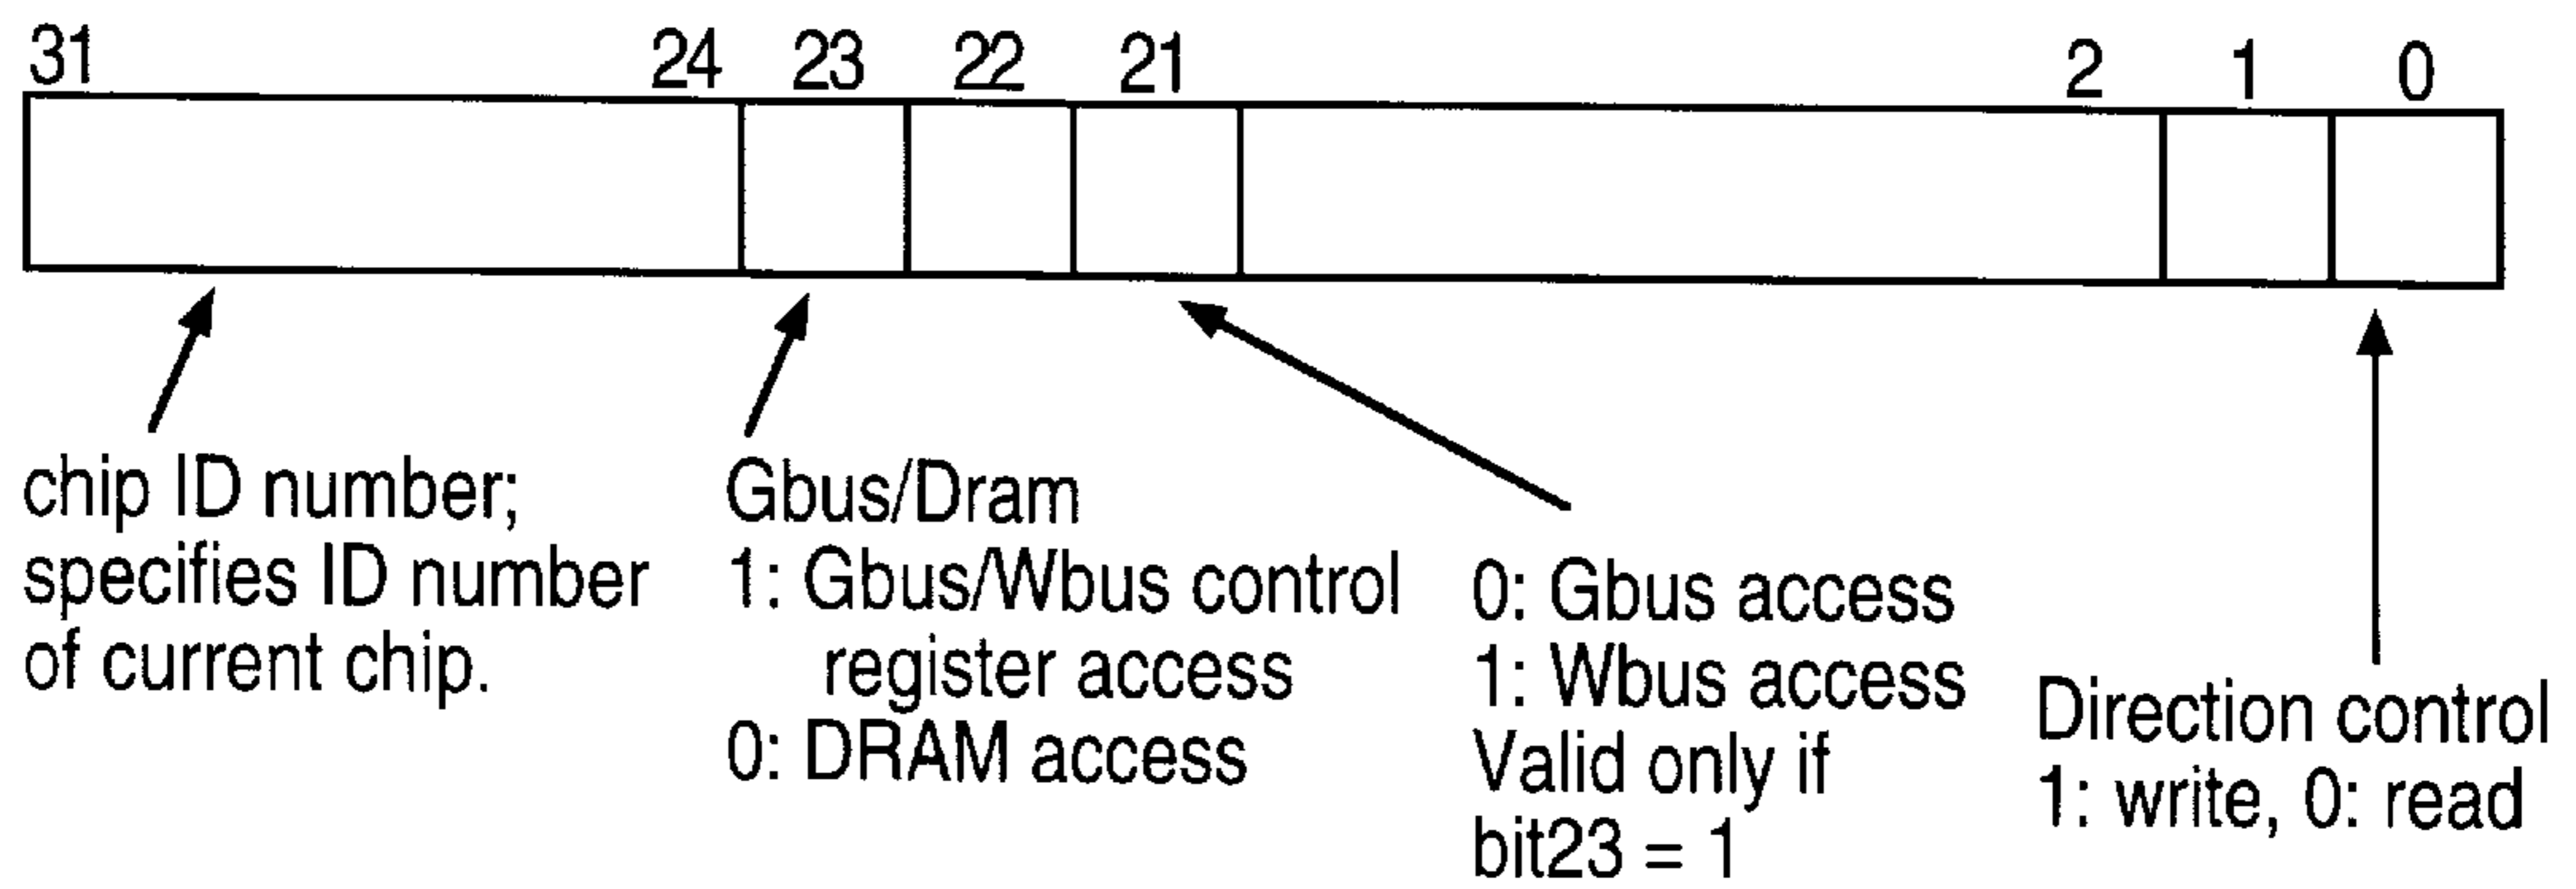 31 24 23 22 21 2 1 0
chip ID number;
specifies ID number
of current chip.
Gbus/Dram
1: Gbus/Wbus control
register access
0: DRAM access
0: Gbus access
1: Wbus access
Valid only if
bit23 = 1
Direction control
1: write, 0: read